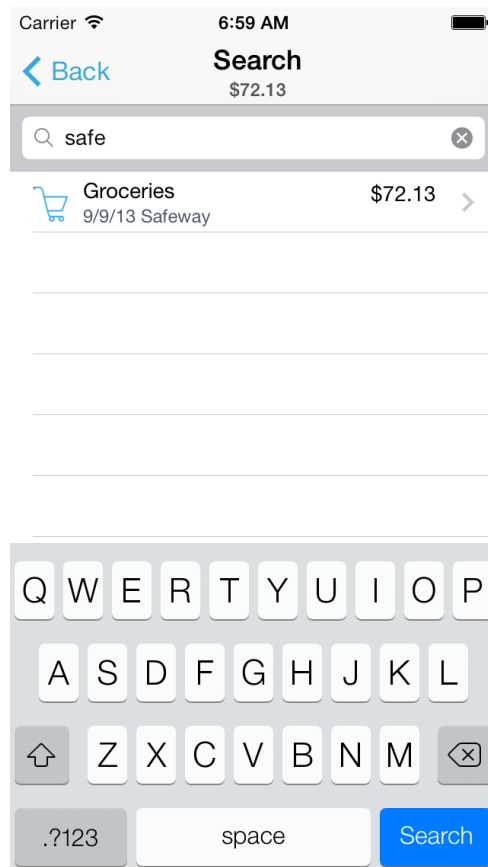 Carrier 6:59 AM
Back Search
$72.13
safe
Groceries $72.13
9/9/13 Safeway
Q W E R T Y U I O P
A S D F G H J K L
Z X C V B N M
.?123 space Search